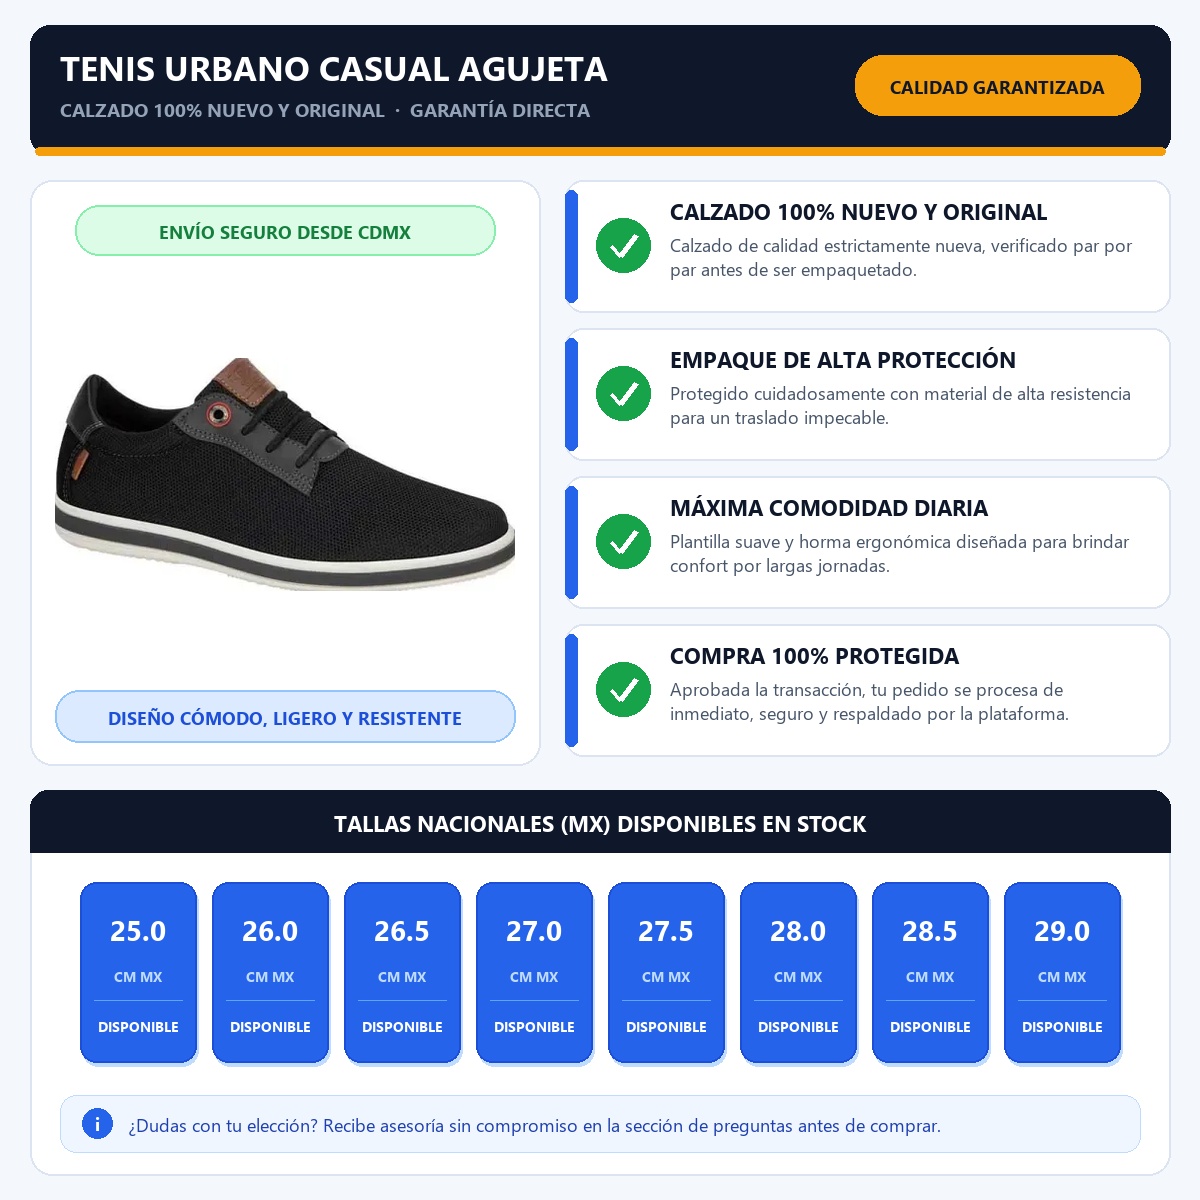 TENIS URBANO CASUAL AGUJETA
CALZADO 100% NUEVO Y ORIGINAL · GARANTÍA DIRECTA
CALIDAD GARANTIZADA
ENVÍO SEGURO DESDE CDMX
DISEÑO CÓMODO, LIGERO Y RESISTENTE
CALZADO 100% NUEVO Y ORIGINAL
Calzado de calidad estrictamente nueva, verificado par por
par antes de ser empaquetado.
EMPAQUE DE ALTA PROTECCIÓN
Protegido cuidadosamente con material de alta resistencia
para un traslado impecable.
MÁXIMA COMODIDAD DIARIA
Plantilla suave y horma ergonómica diseñada para brindar
confort por largas jornadas.
COMPRA 100% PROTEGIDA
Aprobada la transacción, tu pedido se procesa de
inmediato, seguro y respaldado por la plataforma.
TALLAS NACIONALES (MX) DISPONIBLES EN STOCK
25.0
CM MX
DISPONIBLE
26.0
CM MX
DISPONIBLE
26.5
CM MX
DISPONIBLE
27.0
CM MX
DISPONIBLE
27.5
CM MX
DISPONIBLE
28.0
CM MX
DISPONIBLE
28.5
CM MX
DISPONIBLE
29.0
CM MX
DISPONIBLE
¿Dudas con tu elección? Recibe asesoría sin compromiso en la sección de preguntas antes de comprar.